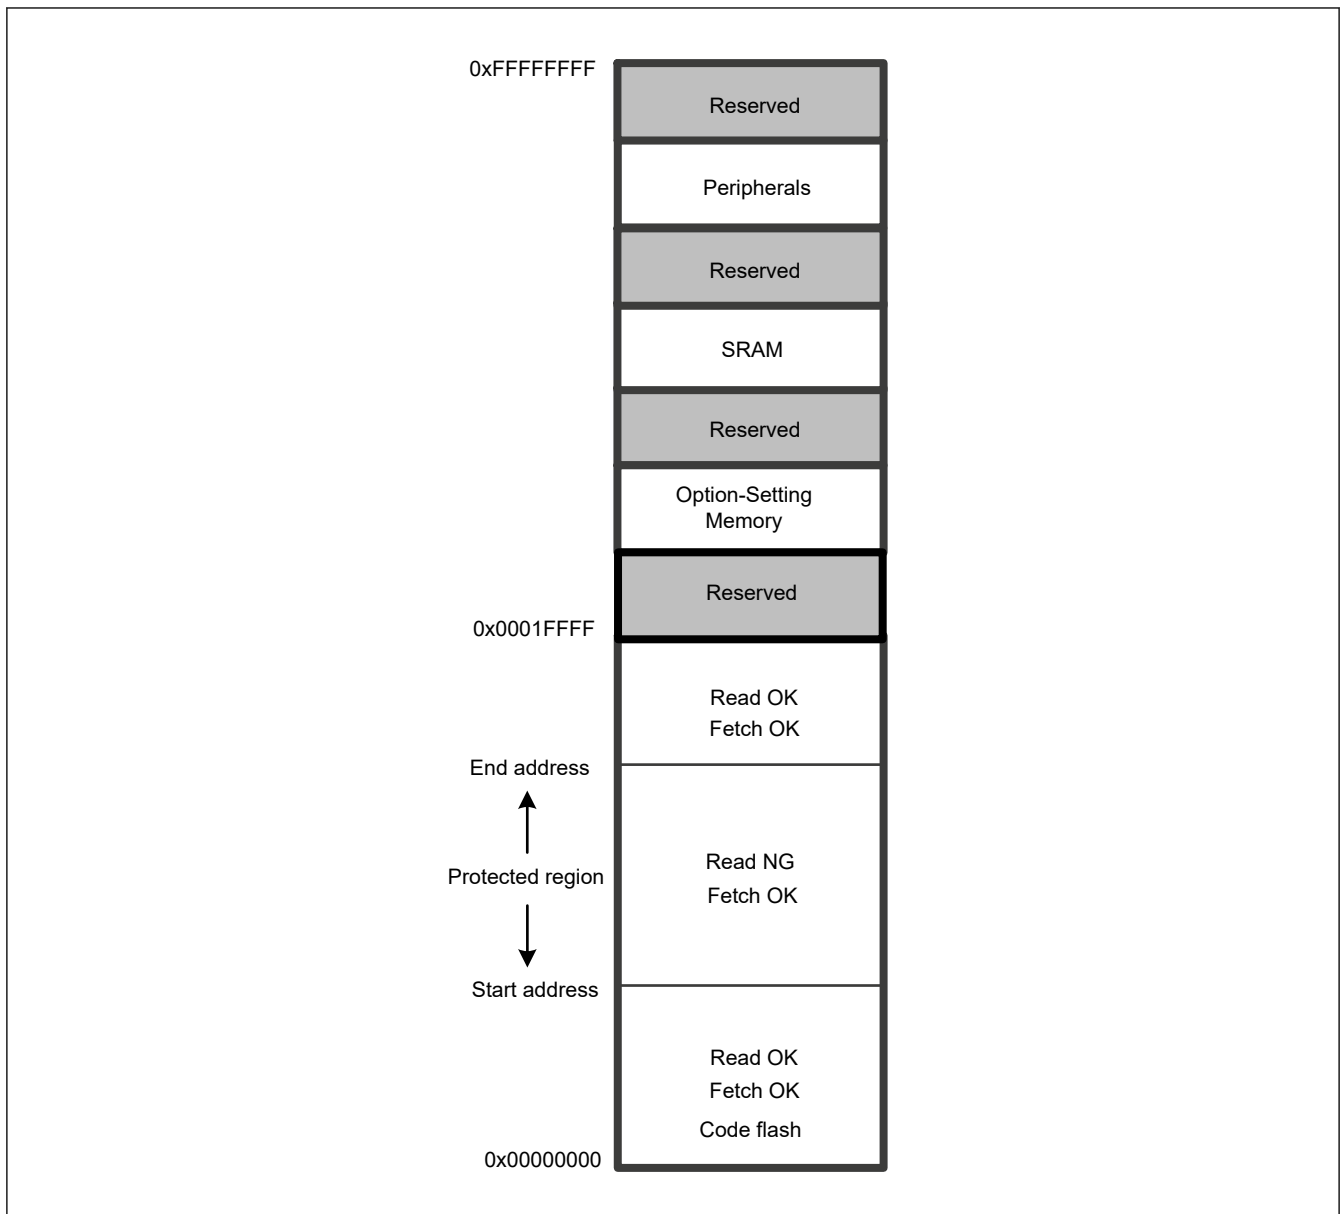 0xFFFFFFFF
Reserved
Peripherals
Reserved
SRAM
Reserved
Option-Setting
Memory
Reserved
0x0001FFFF
Read OK
Fetch OK
End address
Read NG
Protected region
Fetch OK
Start address
Read OK
Fetch OK
Code flash
0x00000000